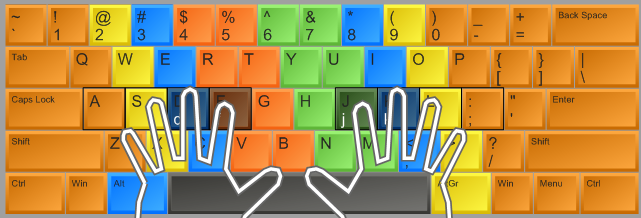 ~ ! @ # $ % ^ & * ( ) _ + Back Space
` 1 2 3 4 5 6 7 8 9 0 - =
Tab Q W E R T Y U I O P { } |
[ ] \
Caps Lock A S D F G H J K L : " Enter
d j ; '
Shift Z X C V B N M < > ? Shift
/
Ctrl Win Alt AltGr Win Menu Ctrl